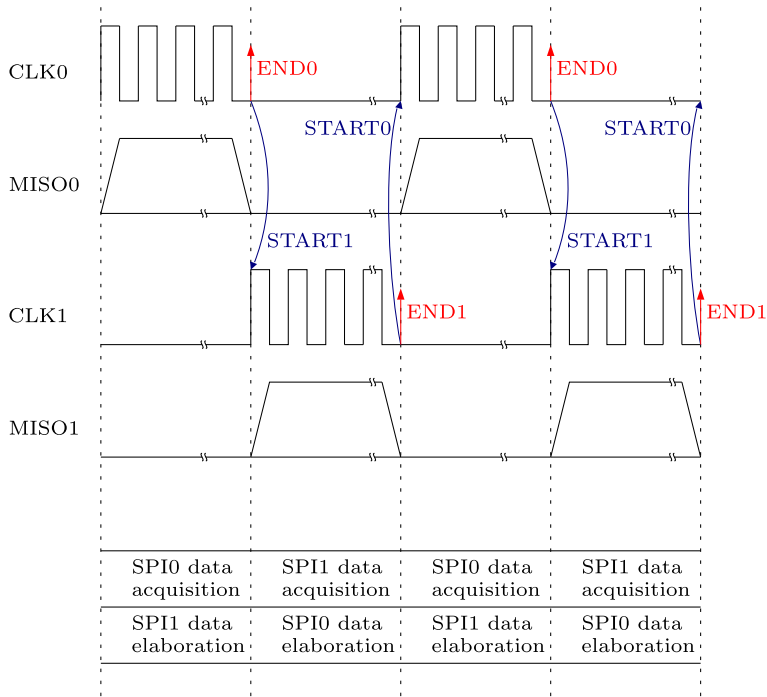 CLK0
END0
END0
START0
START0
MISO0
START1
START1
CLK1
END1
END1
MISO1
SPI0 data
acquisition
SPI1 data
acquisition
SPI0 data
acquisition
SPI1 data
acquisition
SPI1 data
elaboration
SPI0 data
elaboration
SPI1 data
elaboration
SPI0 data
elaboration